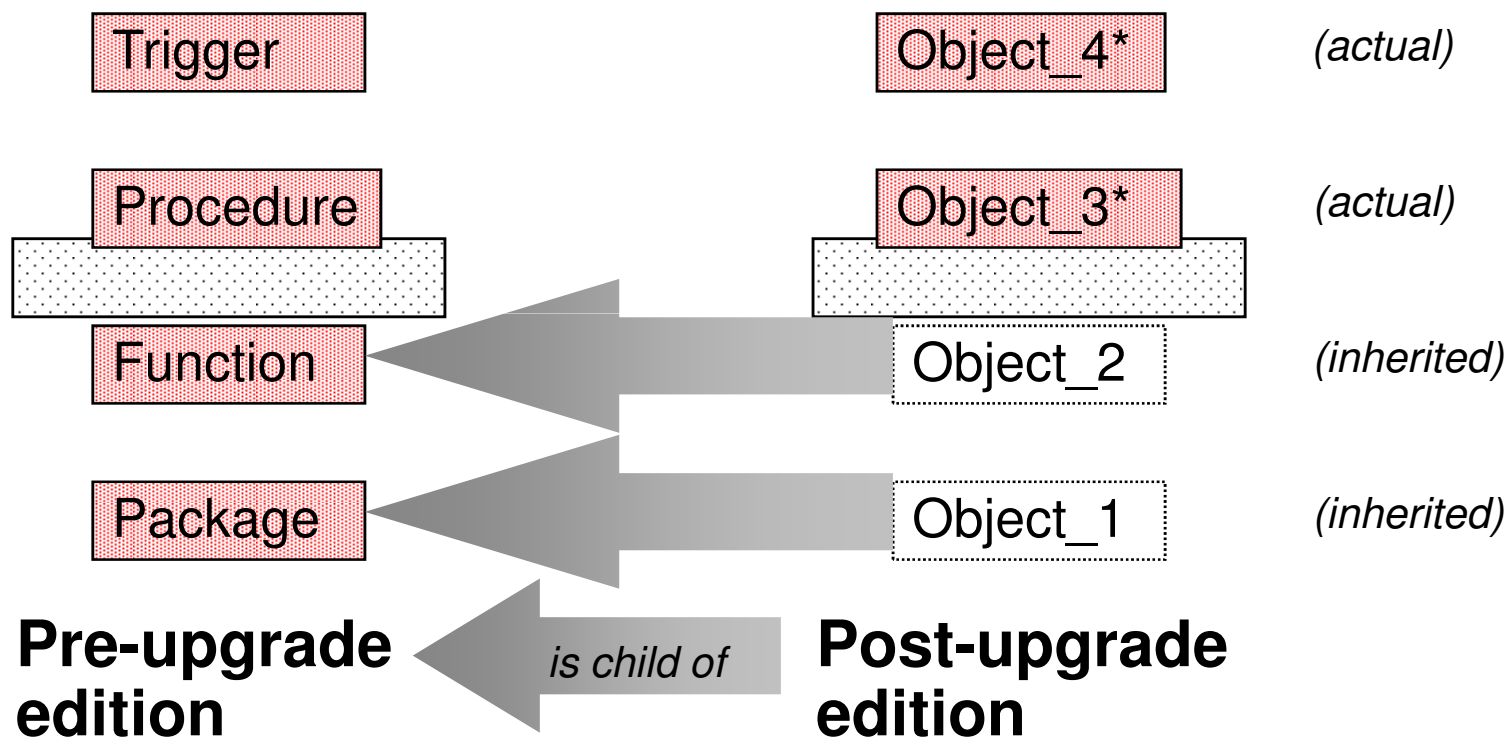 Trigger Object_4* (actual)
Procedure Object_3* (actual)
Function Object_2 (inherited)
Package Object_1 (inherited)
Pre-upgrade is child of Post-upgrade
edition edition